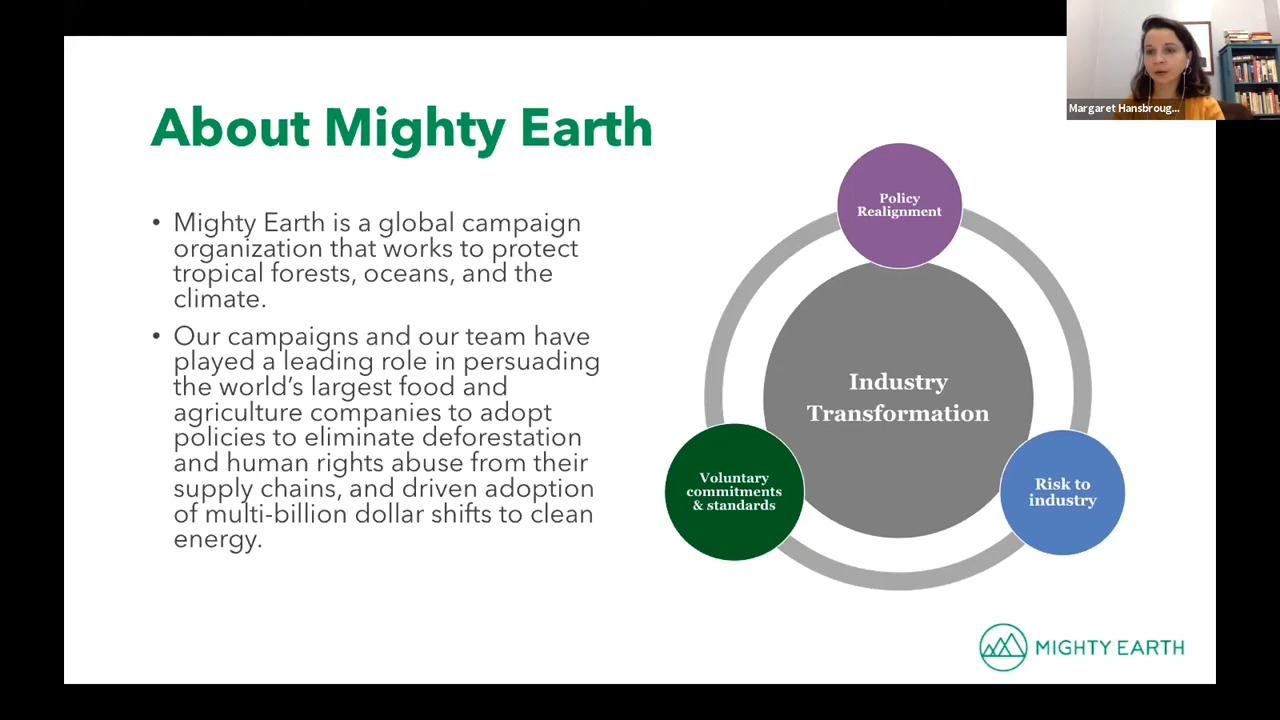 Margaret Hansbroug...
About Mighty Earth
• Mighty Earth is a global campaign
organization that works to protect
tropical forests, oceans, and the
climate.
• Our campaigns and our team have
played a leading role in persuading
the world’s largest food and
agriculture companies to adopt
policies to eliminate deforestation
and human rights abuse from their
supply chains, and driven adoption
of multi-billion dollar shifts to clean
energy.
Policy
Realignment
Industry
Transformation
Voluntary
commitments
& standards
Risk to
industry
MIGHTY EARTH